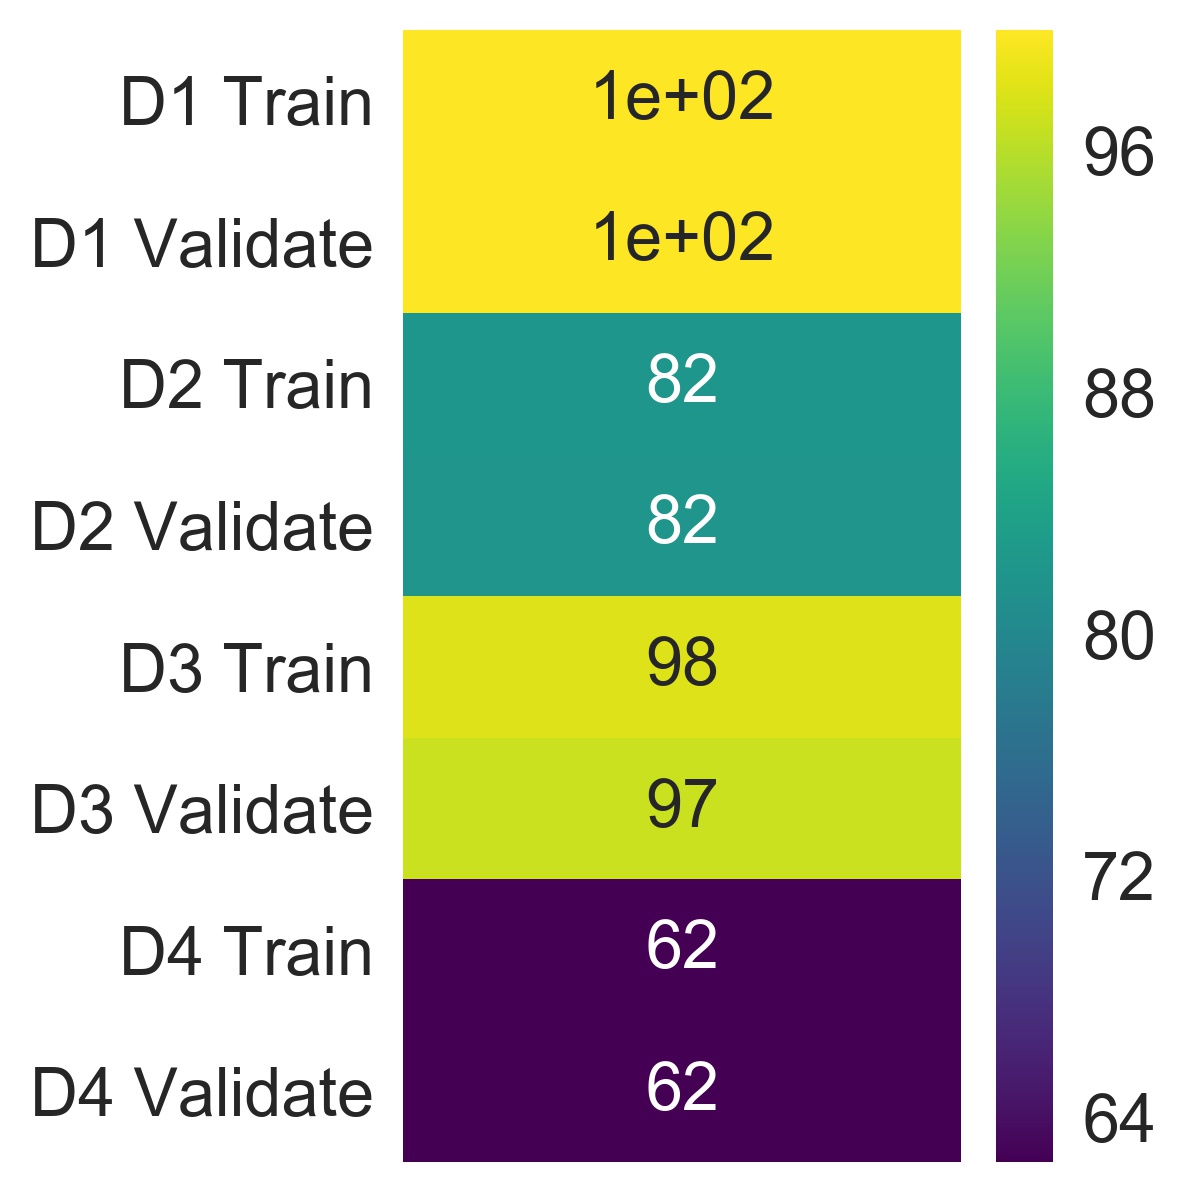 D1 Train 1e+02
D1 Validate 1e+02
D2 Train 82
D2 Validate 82
D3 Train 98
D3 Validate 97
D4 Train 62
D4 Validate 62
96
88
80
72
64